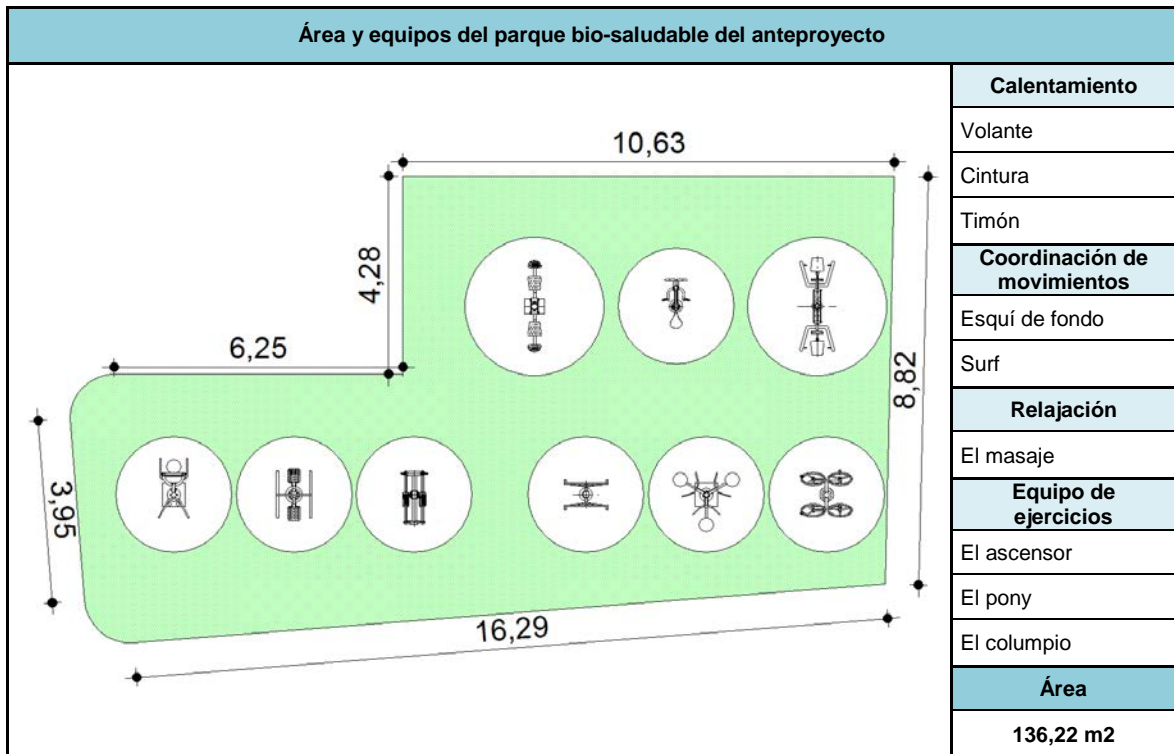 Área y equipos del parque bio-saludable del anteproyecto
10,63
4,28
6,25
8,82
3,95
16,29
Calentamiento
Volante
Cintura
Timón
Coordinación de
movimientos
Esquí de fondo
Surf
Relajación
El masaje
Equipo de
ejercicios
El ascensor
El pony
El columpio
Área
136,22 m2